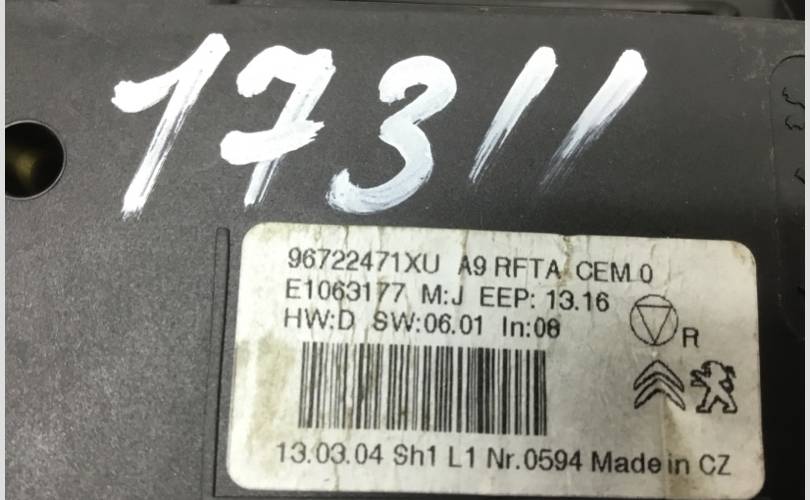 17311
96722471XU A9 RFTA CEM 0
E1063177 M:J EEP: 13.16
HW:D SW:06.01 In:08
R
13.03.04 Sh1 L1 Nr.0594 Made in CZ